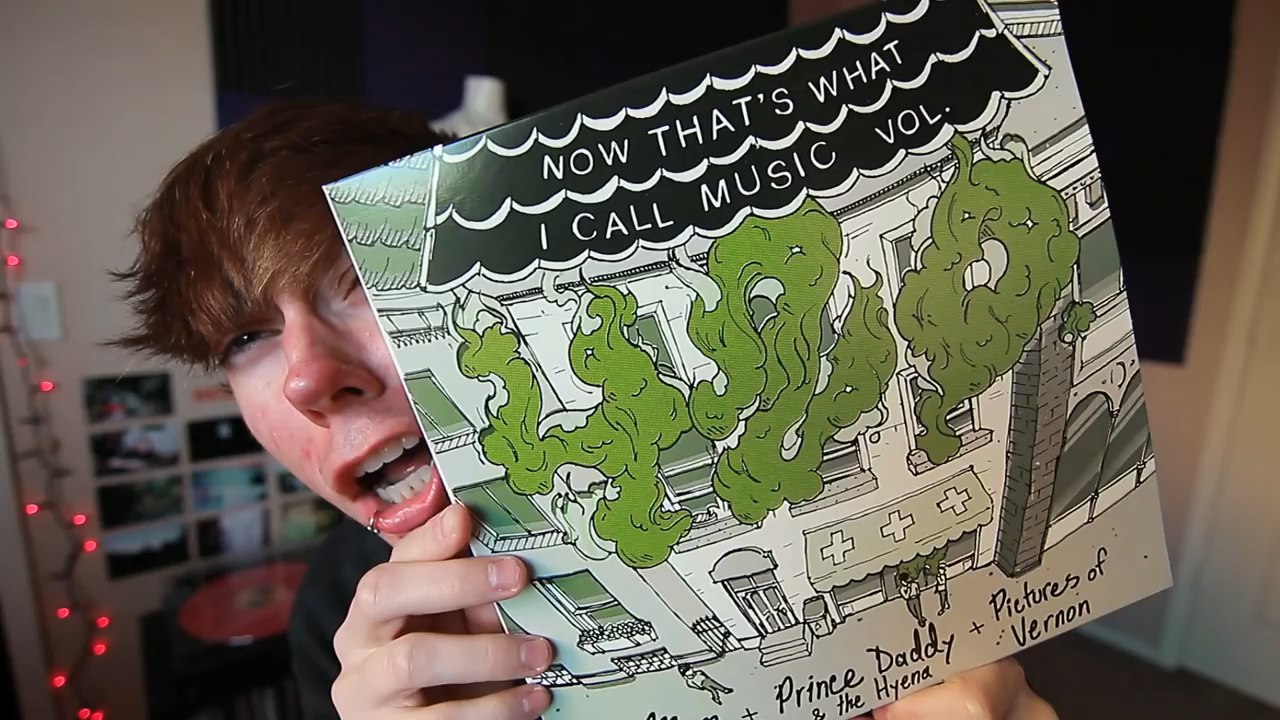 NOW THAT'S WHAT
I CALL MUSIC VOL.
420
+ Prince Daddy
& the Hyena
+ Pictures of
Vernon